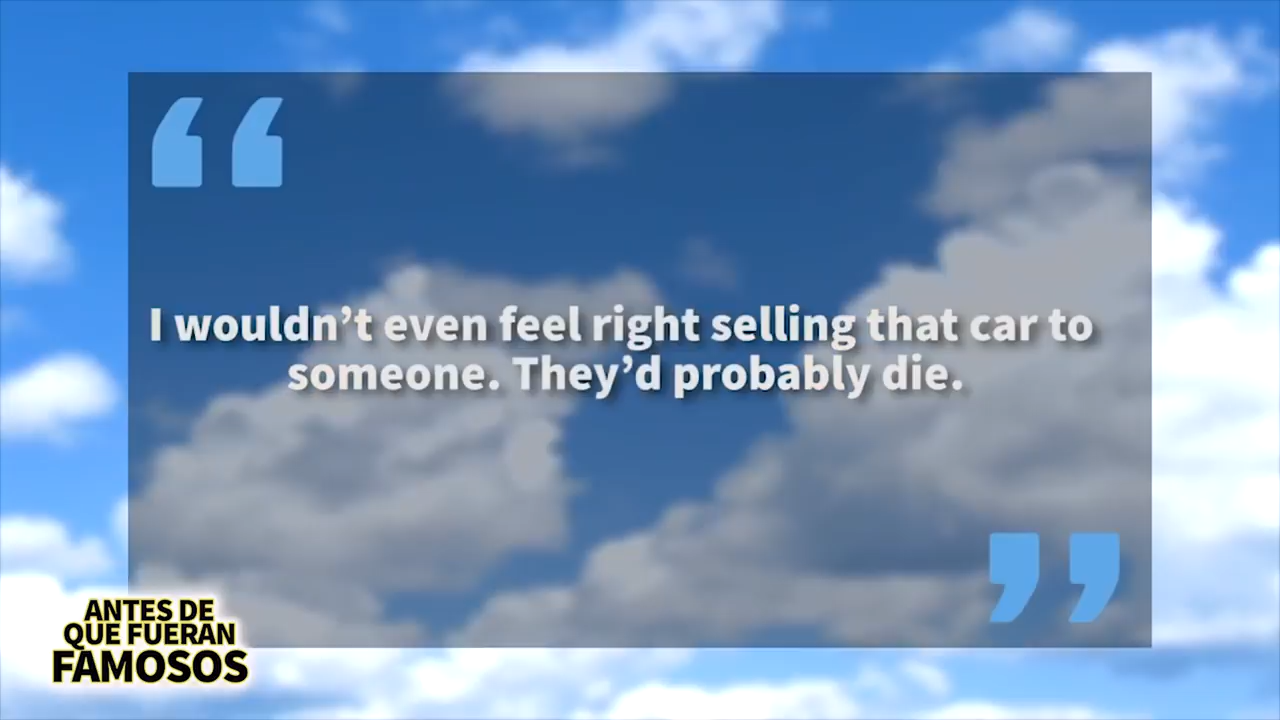 I wouldn’t even feel right selling that car to
someone. They’d probably die.
ANTES DE
QUE FUERAN
FAMOSOS